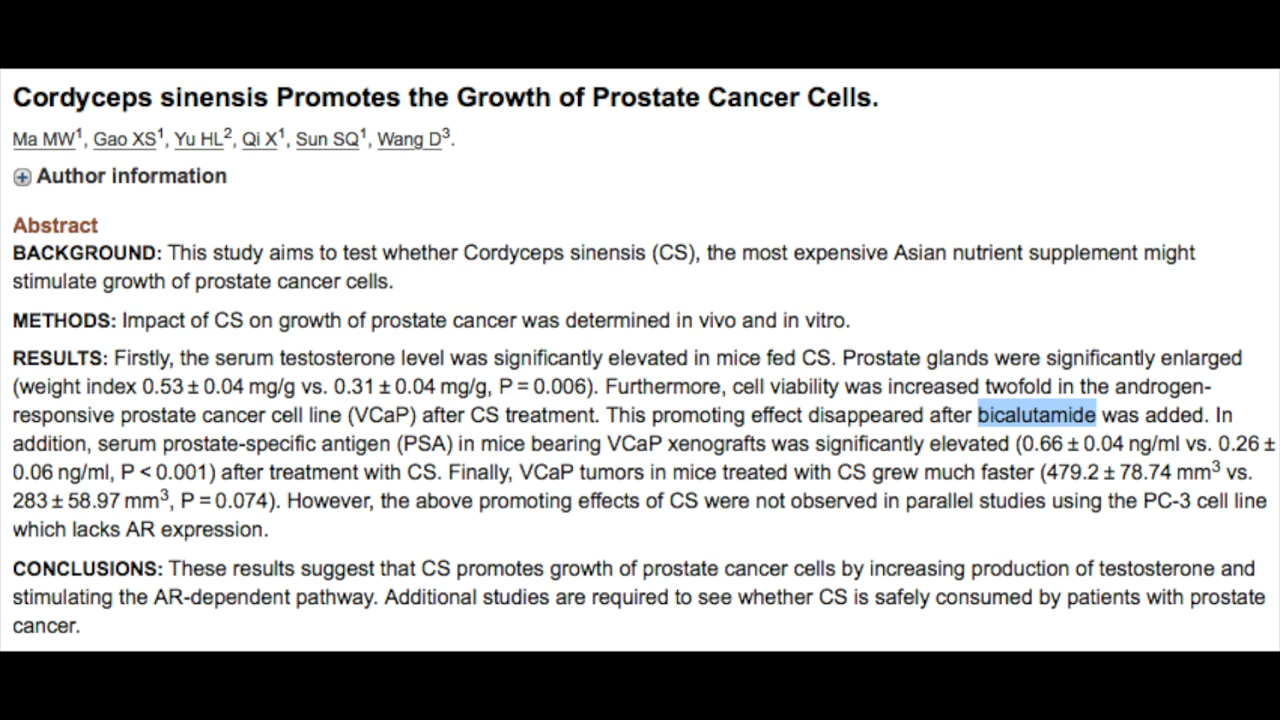 Cordyceps sinensis Promotes the Growth of Prostate Cancer Cells.
Ma MW1, Gao XS1, Yu HL2, Qi X1, Sun SQ1, Wang D3.
Author information
Abstract
BACKGROUND: This study aims to test whether Cordyceps sinensis (CS), the most expensive Asian nutrient supplement might
stimulate growth of prostate cancer cells.
METHODS: Impact of CS on growth of prostate cancer was determined in vivo and in vitro.
RESULTS: Firstly, the serum testosterone level was significantly elevated in mice fed CS. Prostate glands were significantly enlarged
(weight index 0.53 ± 0.04 mg/g vs. 0.31 ± 0.04 mg/g, P = 0.006). Furthermore, cell viability was increased twofold in the androgen-
responsive prostate cancer cell line (VCaP) after CS treatment. This promoting effect disappeared after bicalutamide was added. In
addition, serum prostate-specific antigen (PSA) in mice bearing VCaP xenografts was significantly elevated (0.66 ± 0.04 ng/ml vs. 0.26 ±
0.06 ng/ml, P < 0.001) after treatment with CS. Finally, VCaP tumors in mice treated with CS grew much faster (479.2 ± 78.74 mm3 vs.
283 ± 58.97 mm3, P = 0.074). However, the above promoting effects of CS were not observed in parallel studies using the PC-3 cell line
which lacks AR expression.
CONCLUSIONS: These results suggest that CS promotes growth of prostate cancer cells by increasing production of testosterone and
stimulating the AR-dependent pathway. Additional studies are required to see whether CS is safely consumed by patients with prostate
cancer.